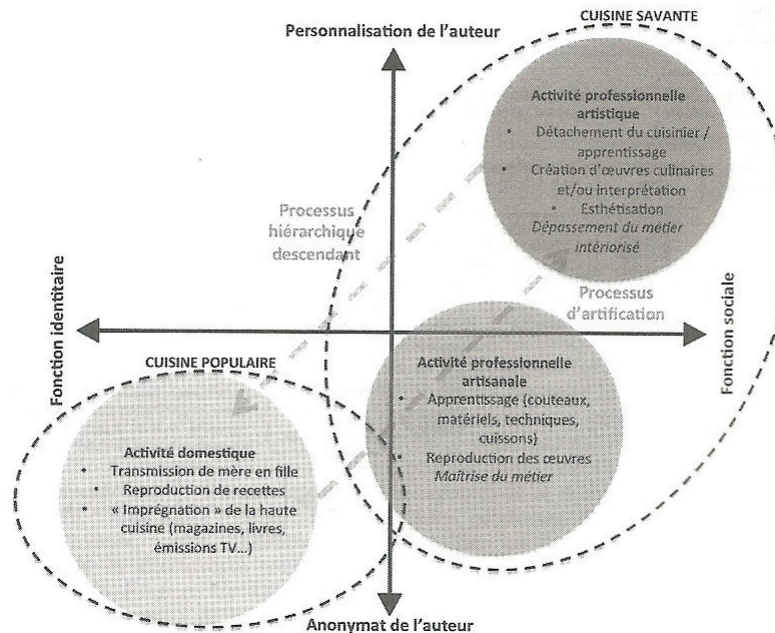 CUISINE SAVANTE
Personnalisation de l'auteur
Activité professionnelle
artistique
• Détachement du cuisinier /
apprentissage
• Création d'œuvres culinaires
et/ou interprétation
• Esthétisation
Dépassement du métier
intériorisé
Processus
hiérarchique
descendant
Processus
d'artification
Fonction identitaire
Fonction sociale
CUISINE POPULAIRE
Activité professionnelle
artisanale
• Apprentissage (couteaux,
matériels, techniques,
cuissons)
• Reproduction des œuvres
Maîtrise du métier
Activité domestique
• Transmission de mère en fille
• Reproduction de recettes
• « Imprégnation » de la haute
cuisine (magazines, livres,
émissions TV...)
Anonymat de l'auteur